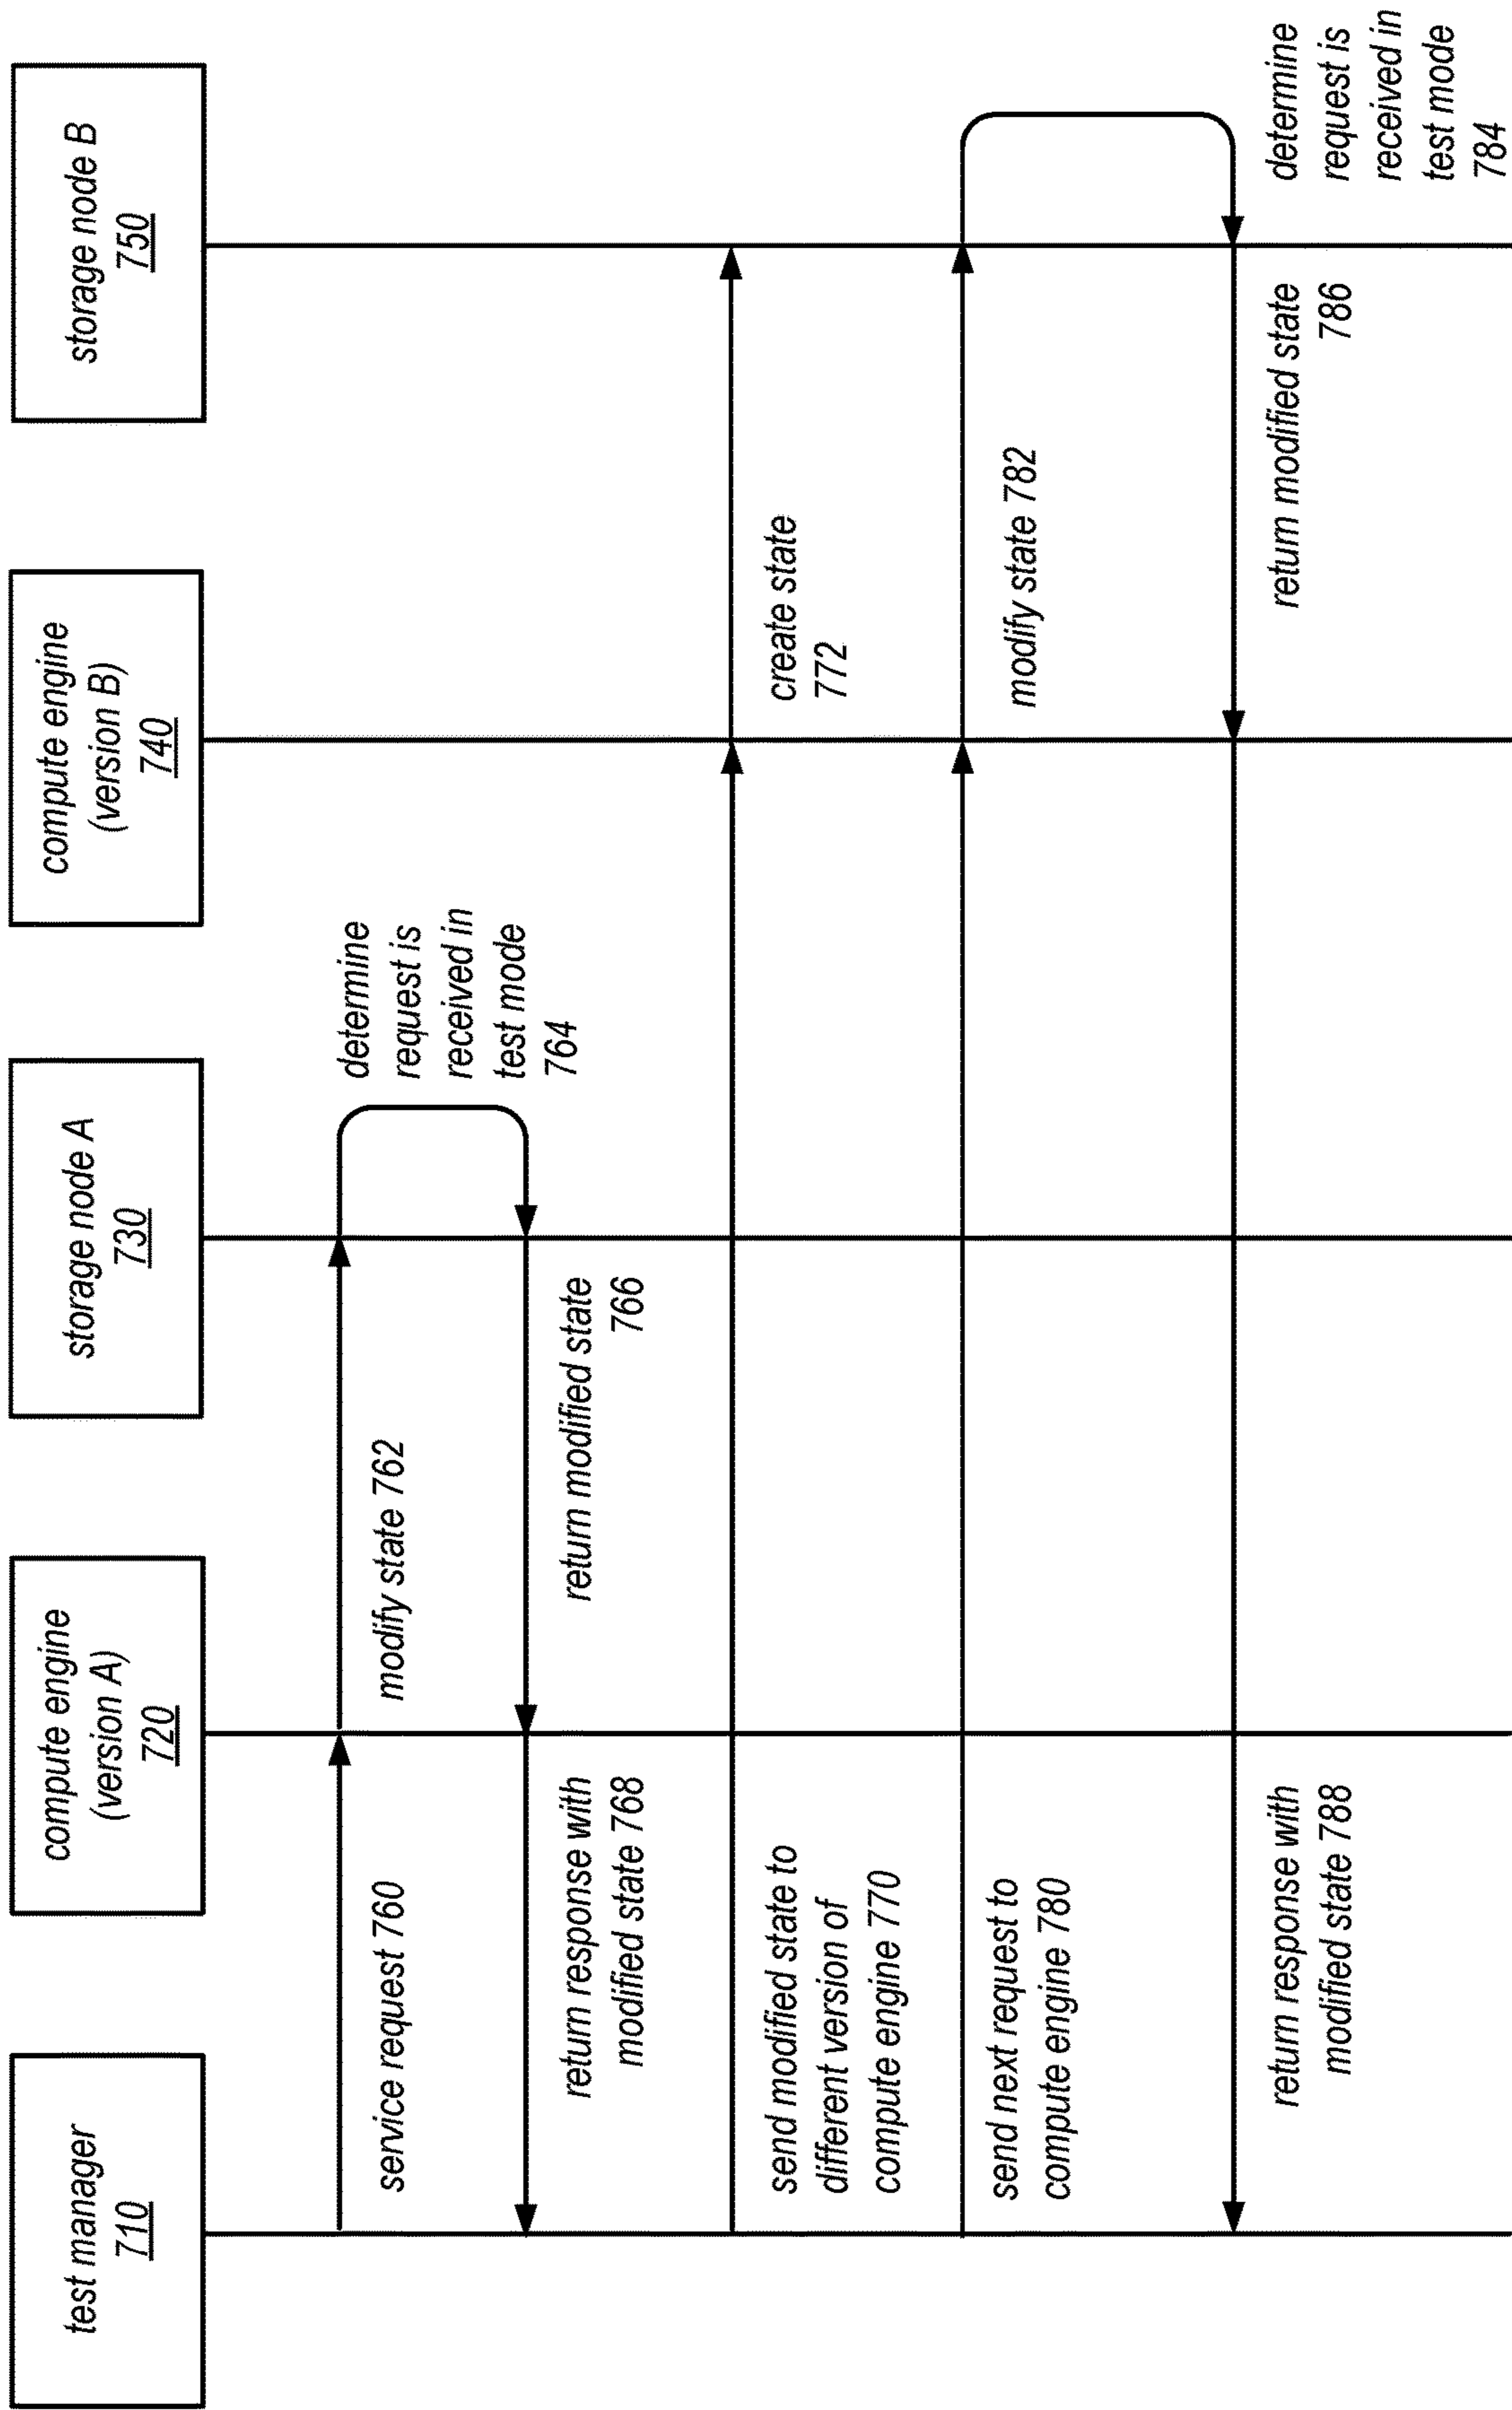 test manager
710
compute engine
(version A)
720
storage node A
730
compute engine
(version B)
740
storage node B
750
service request 760
modify state 762
determine
request is
received in
test mode
764
return response with
modified state 768
return modified state
766
send modified state to
different version of
compute engine 770
create state
772
send next request to
compute engine 780
modify state 782
determine
request is
received in
test mode
784
return response with
modified state 788
return modified state
786